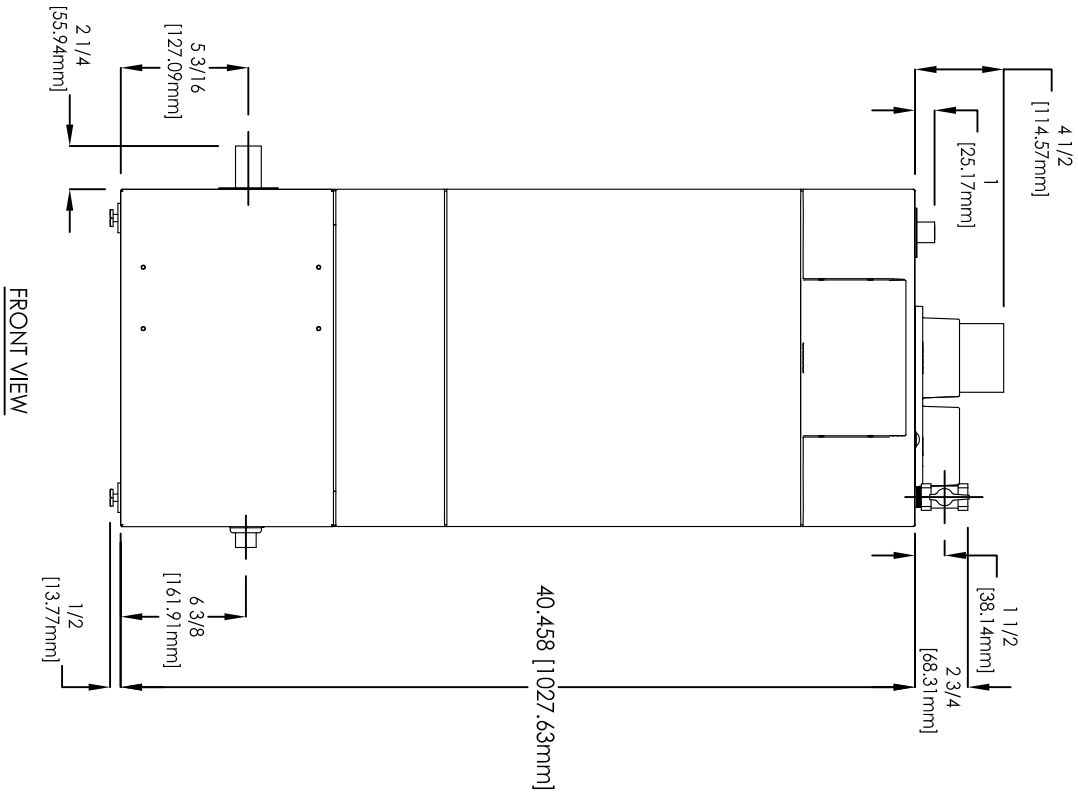 4 1/2
[114.57mm]
1
[25.17mm]
5 3/16
[127.09mm]
2 1/4
[55.94mm]
1 1/2
[38.14mm]
2 3/4
[68.31mm]
40.458 [1027.63mm]
6 3/8
[161.91mm]
1/2
[13.77mm]
FRONT VIEW